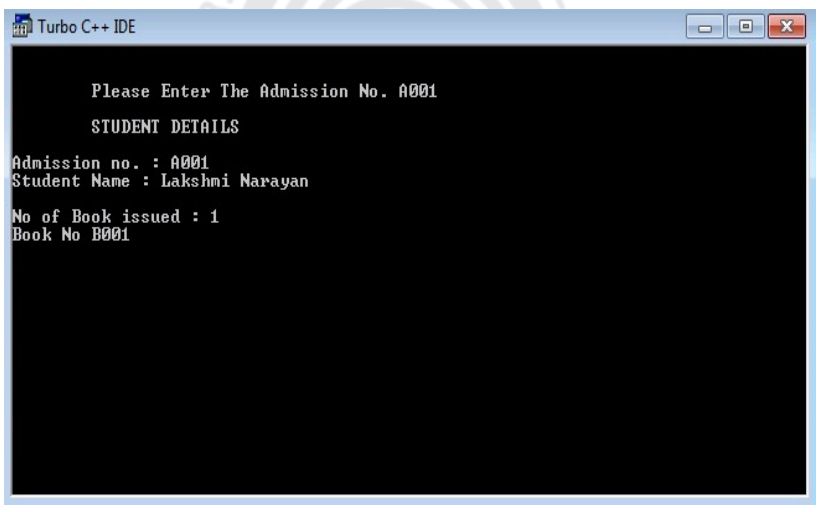 Turbo C++ IDE
Please Enter The Admission No. A001
STUDENT DETAILS
Admission no. : A001
Student Name : Lakshmi Narayan
No of Book issued : 1
Book No B001